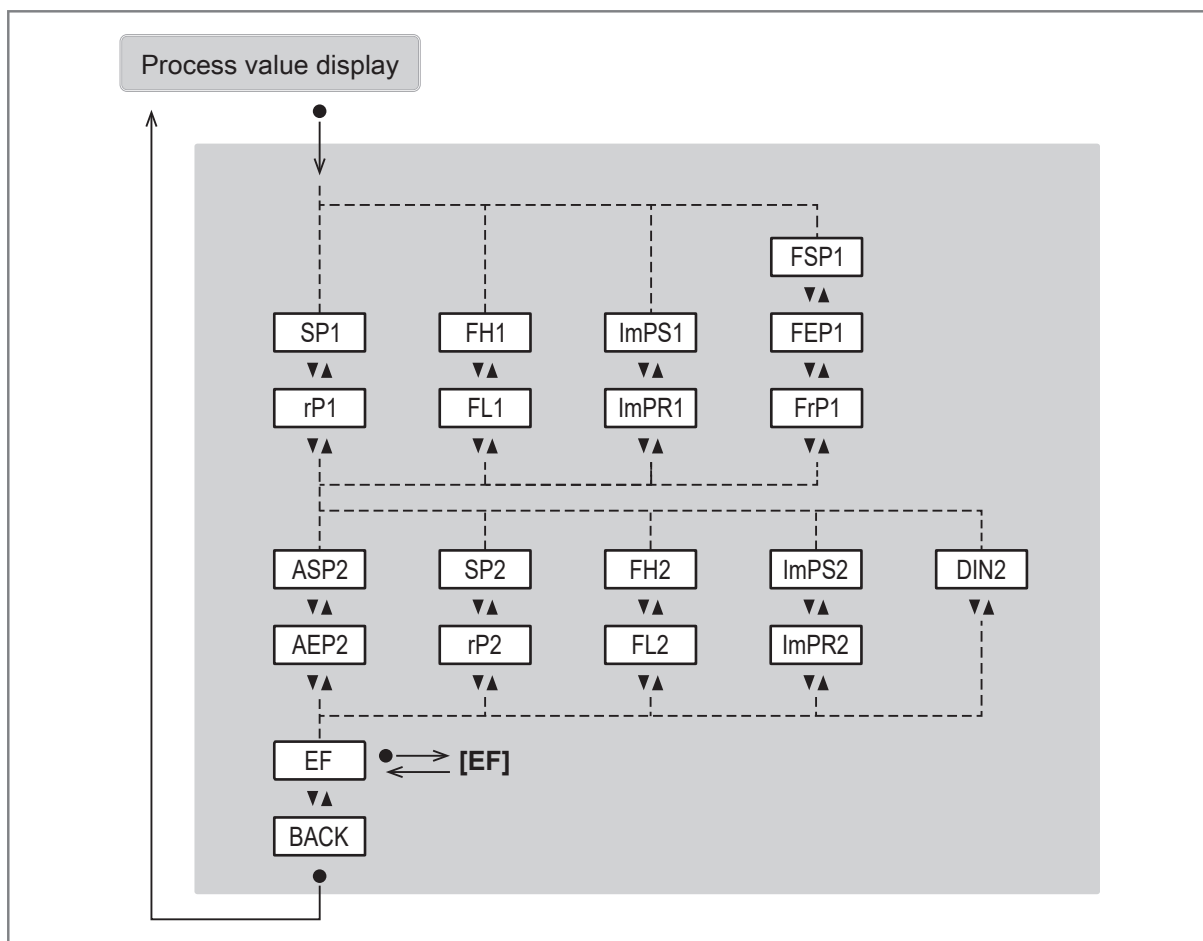 Process value display
FSP1
SP1 FH1 ImPS1 FEP1
rP1 FL1 ImPR1 FrP1
ASP2 SP2 FH2 ImPS2 DIN2
AEP2 rP2 FL2 ImPR2
EF [EF]
BACK